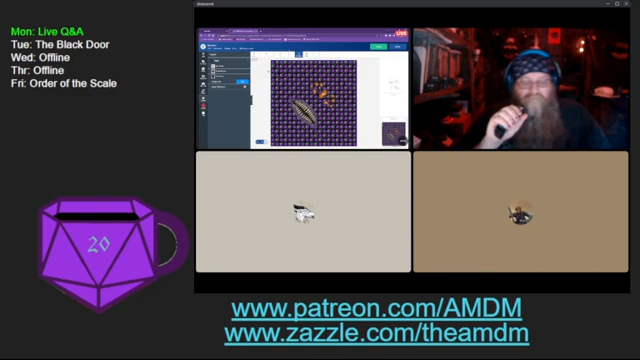 Mon: Live Q&A
Tue: The Black Door
Wed: Offline
Thr: Offline
Fri: Order of the Scale
20
www.patreon.com/AMDM
www.zazzle.com/theamdm